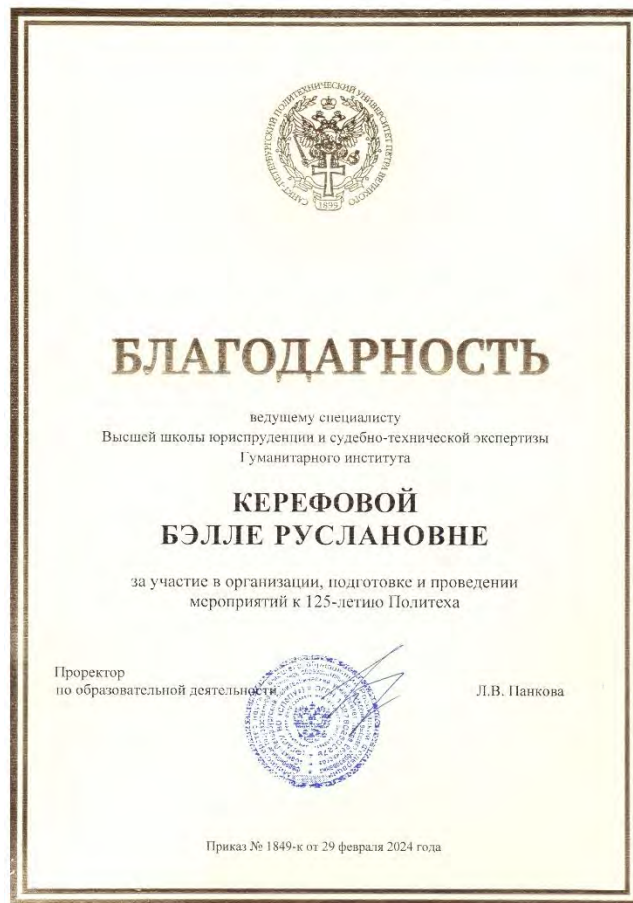 САНКТ-ПЕТЕРБУРГСКИЙ ПОЛИТЕХНИЧЕСКИЙ УНИВЕРСИТЕТ ПЕТРА ВЕЛИКОГО
1899
БЛАГОДАРНОСТЬ
ведущему специалисту
Высшей школы юриспруденции и судебно-технической экспертизы
Гуманитарного института
КЕРЕФОВОЙ
БЭЛЛЕ РУСЛАНОВНЕ
за участие в организации, подготовке и проведении
мероприятий к 125-летию Политеха
Проректор
по образовательной деятельности
Л.В. Панкова
Приказ № 1849-к от 29 февраля 2024 года